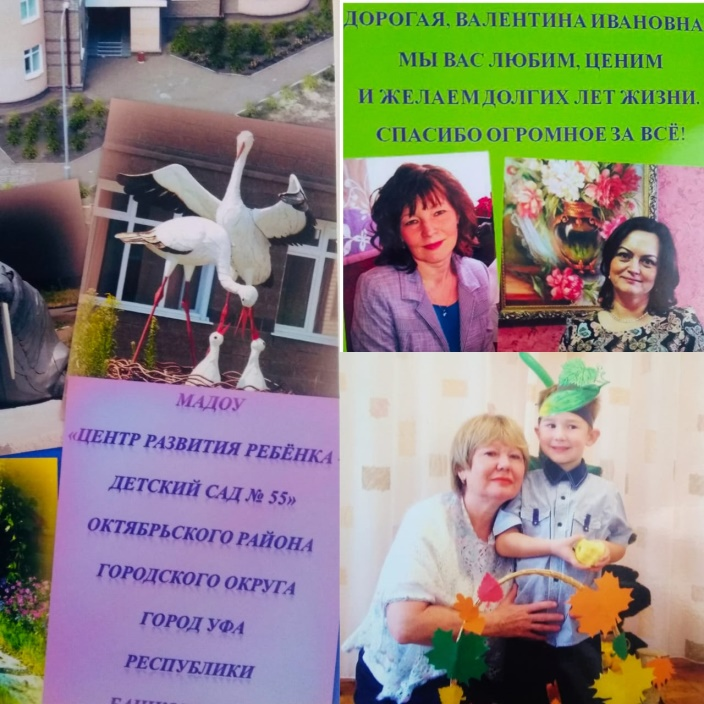 ДОРОГАЯ, ВАЛЕНТИНА ИВАНОВНА
МЫ ВАС ЛЮБИМ, ЦЕНИМ
И ЖЕЛАЕМ ДОЛГИХ ЛЕТ ЖИЗНИ.
СПАСИБО ОГРОМНОЕ ЗА ВСЁ!
МАДОУ
«ЦЕНТР РАЗВИТИЯ РЕБЁНКА -
ДЕТСКИЙ САД № 55»
ОКТЯБРЬСКОГО РАЙОНА
ГОРОДСКОГО ОКРУГА
ГОРОД УФА
РЕСПУБЛИКИ